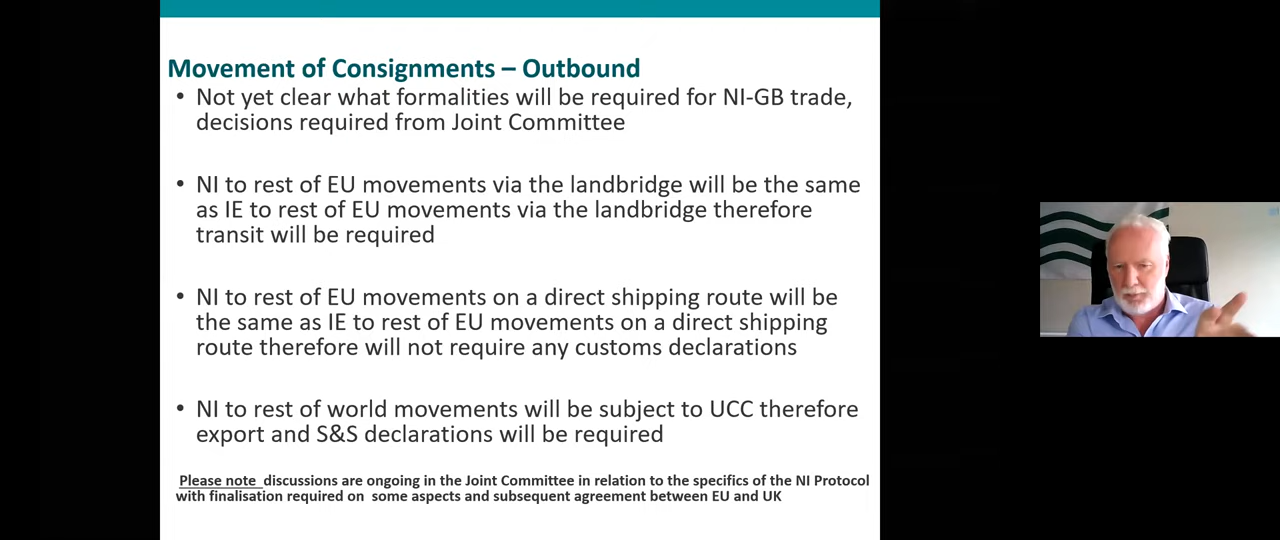 Movement of Consignments – Outbound
• Not yet clear what formalities will be required for NI-GB trade,
decisions required from Joint Committee
• NI to rest of EU movements via the landbridge will be the same
as IE to rest of EU movements via the landbridge therefore
transit will be required
• NI to rest of EU movements on a direct shipping route will be
the same as IE to rest of EU movements on a direct shipping
route therefore will not require any customs declarations
• NI to rest of world movements will be subject to UCC therefore
export and S&S declarations will be required
Please note discussions are ongoing in the Joint Committee in relation to the specifics of the NI Protocol
with finalisation required on some aspects and subsequent agreement between EU and UK